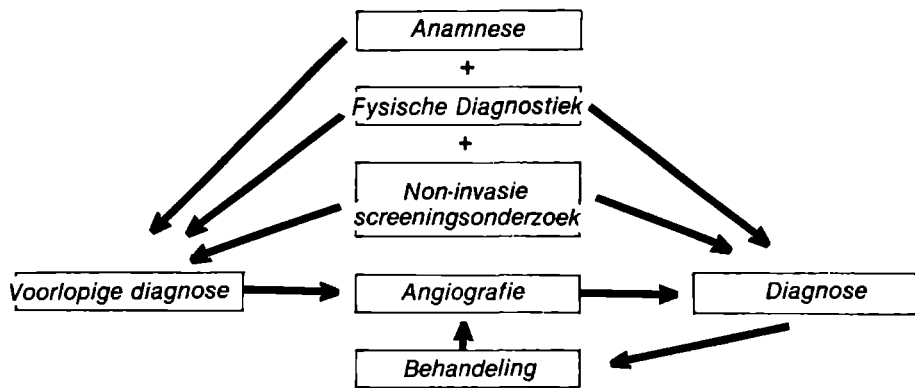 Anamnese
+
Fysische Diagnostiek
+
Non-invasie
screeningsonderzoek
Voorlopige diagnose
Angiografie
Diagnose
Behandeling